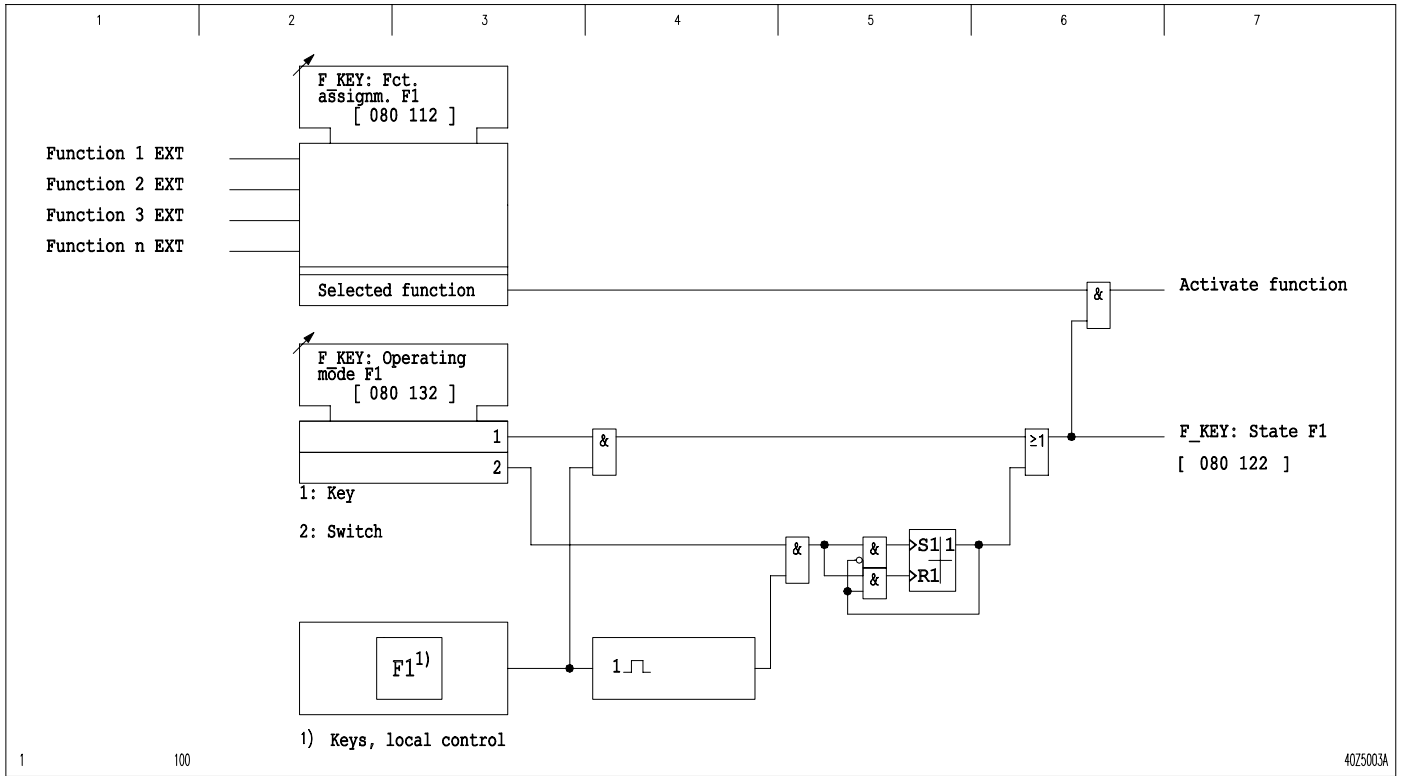 1 2 3 4 5 6 7
F_KEY: Fct.
assignm. F1
[ 080 112 ]
Function 1 EXT
Function 2 EXT
Function 3 EXT
Function n EXT
Selected function
&
Activate function
F_KEY: Operating
mode F1
[ 080 132 ]
1
&
≥1
F_KEY: State F1
2
[ 080 122 ]
1: Key
2: Switch
&
&
S1 1
&
R1
F1 1)
1
1) Keys, local control
1 100 40Z5003A